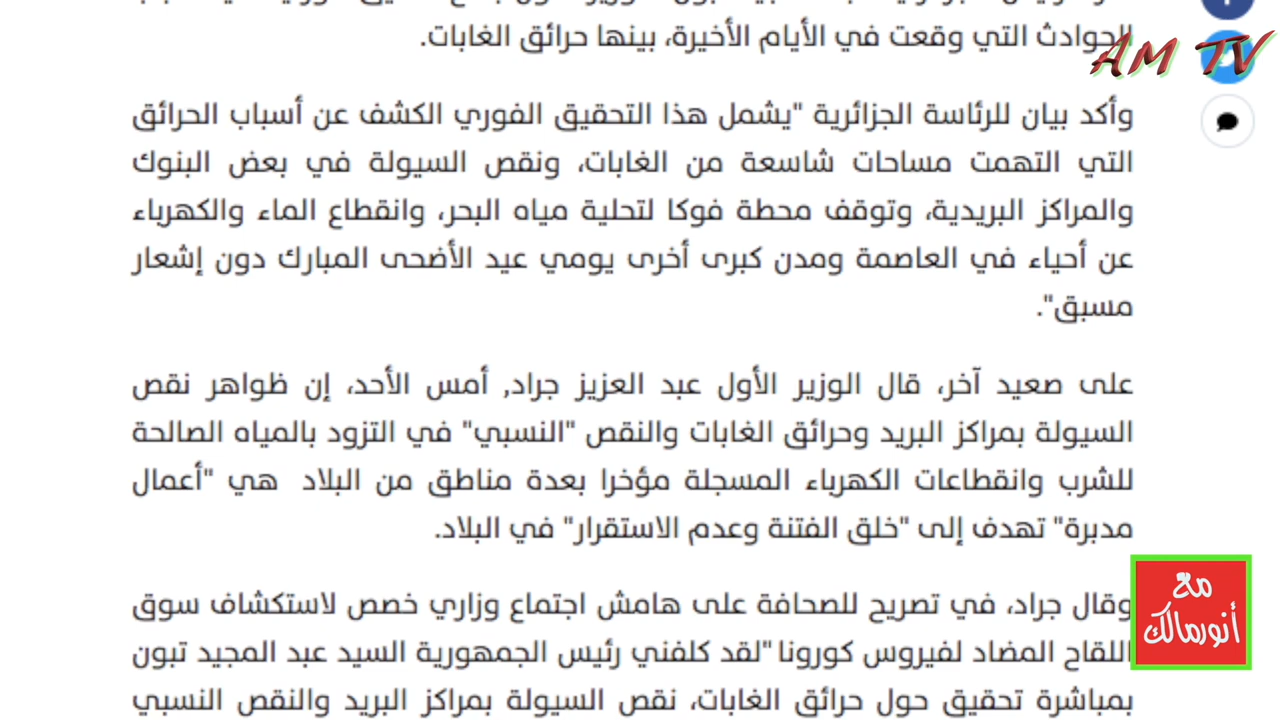 الحوادث التي وقعت في الأيام الأخيرة، بينها حرائق الغابات.
AM TV
وأكد بيان للرئاسة الجزائرية "يشمل هذا التحقيق الفوري الكشف عن أسباب الحرائق
التي التهمت مساحات شاسعة من الغابات، ونقص السيولة في بعض البنوك
والمراكز البريدية، وتوقف محطة فوكا لتحلية مياه البحر، وانقطاع الماء والكهرباء
عن أحياء في العاصمة ومدن كبرى أخرى يومي عيد الأضحى المبارك دون إشعار
مسبق".
على صعيد آخر، قال الوزير الأول عبد العزيز جراد, أمس الأحد، إن ظواهر نقص
السيولة بمراكز البريد وحرائق الغابات والنقص "النسبي" في التزود بالمياه الصالحة
للشرب وانقطاعات الكهرباء المسجلة مؤخرا بعدة مناطق من البلاد هي "أعمال
مدبرة" تهدف إلى "خلق الفتنة وعدم الاستقرار" في البلاد.
وقال جراد، في تصريح للصحافة على هامش اجتماع وزاري خصص لاستكشاف سوق
اللقاح المضاد لفيروس كورونا "لقد كلفني رئيس الجمهورية السيد عبد المجيد تبون
بمباشرة تحقيق حول حرائق الغابات، نقص السيولة بمراكز البريد والنقص النسبي
مع
أنورمالك